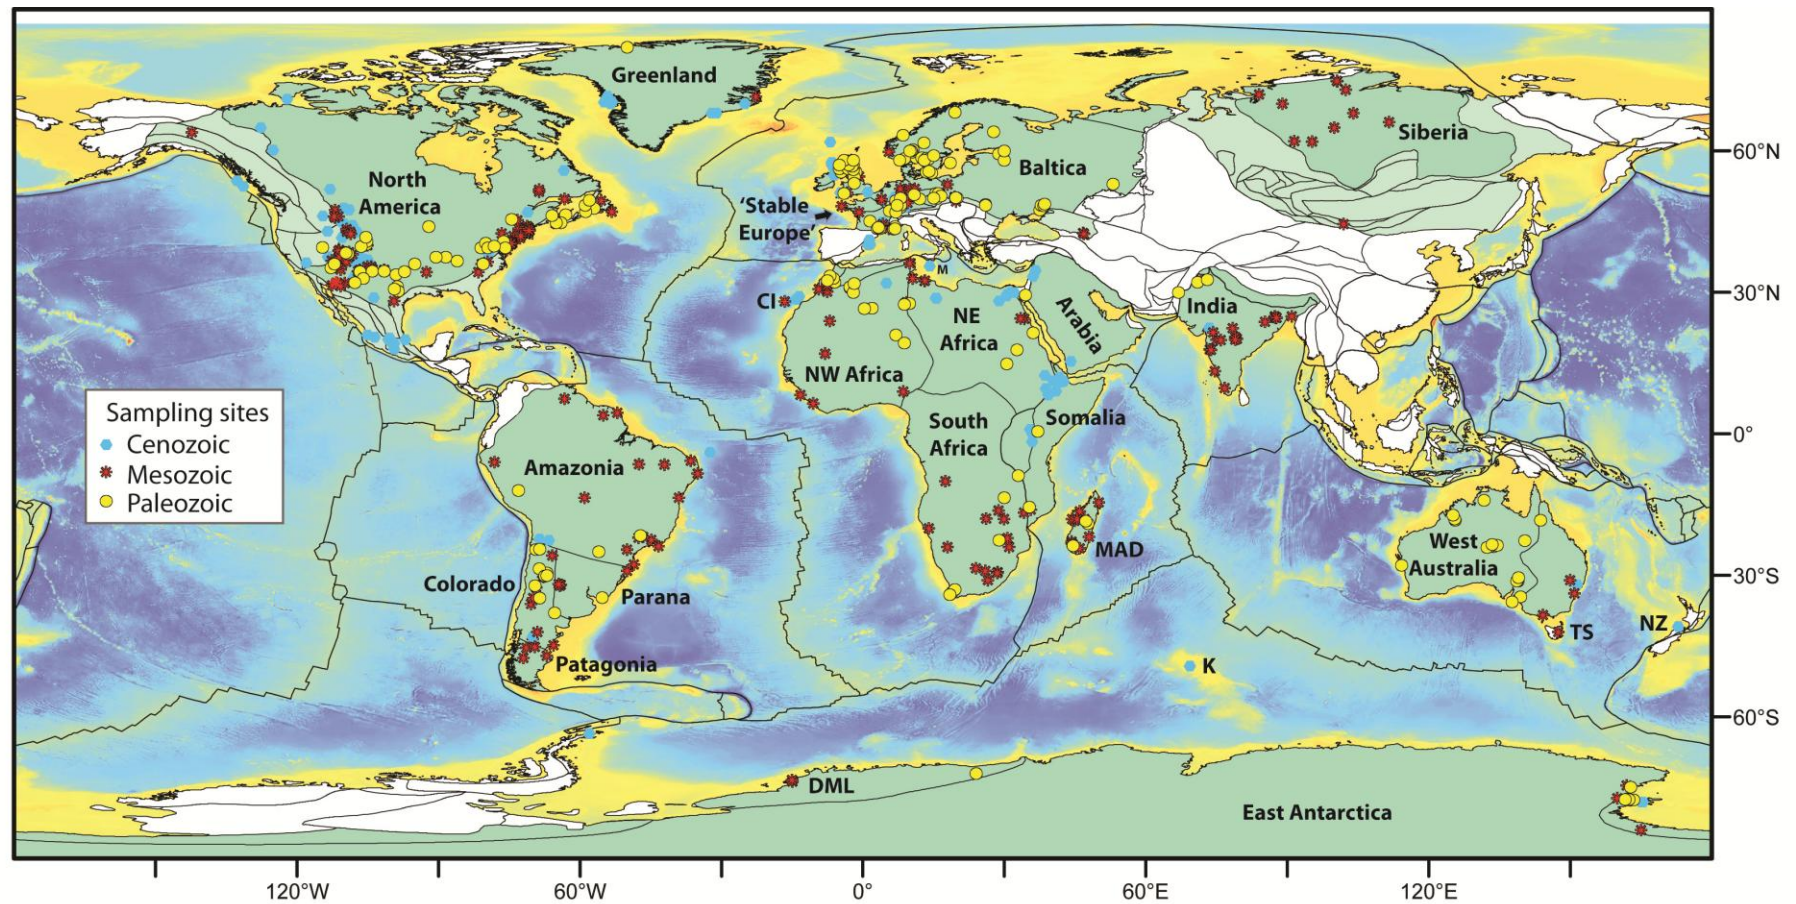 Greenland
Siberia
60°N
Baltica
North
America
'Stable
Europe'
M
CI
30°N
India
NE
Africa
Arabia
NW Africa
Sampling sites
Cenozoic
Mesozoic
Paleozoic
South
Africa
Somalia
0°
Amazonia
West
Australia
MAD
30°S
Colorado
Parana
NZ
TS
Patagonia
K
60°S
DML
East Antarctica
120°W
60°W
0°
60°E
120°E